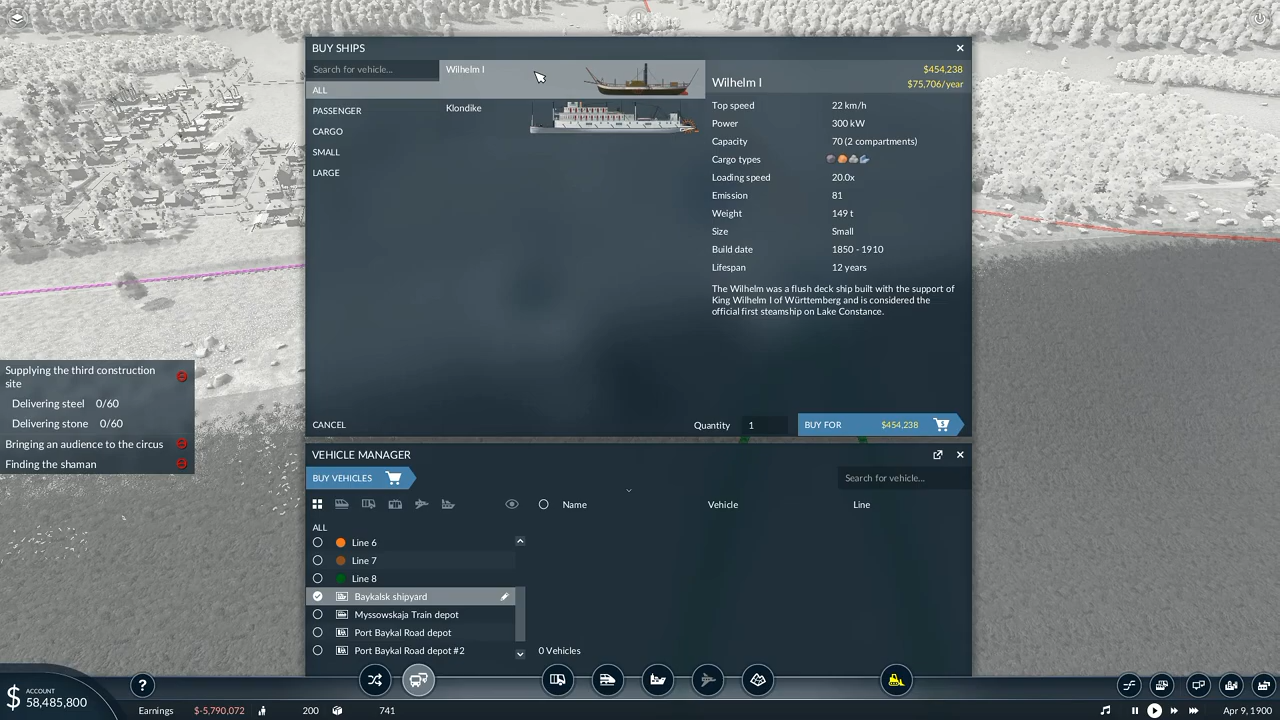 BUY SHIPS
Search for vehicle...
ALL
PASSENGER
CARGO
SMALL
LARGE
Wilhelm I
Klondike
$454,238
Wilhelm I
$75,706/year
Top speed 22 km/h
Power 300 kW
Capacity 70 (2 compartments)
Cargo types
Loading speed 20.0x
Emission 81
Weight 149 t
Size Small
Build date 1850 - 1910
Lifespan 12 years
The Wilhelm was a flush deck ship built with the support of
King Wilhelm I of Württemberg and is considered the
official first steamship on Lake Constance.
CANCEL
Quantity 1
BUY FOR $454,238
Supplying the third construction
site
Delivering steel 0/60
Delivering stone 0/60
Bringing an audience to the circus
Finding the shaman
VEHICLE MANAGER
BUY VEHICLES
Search for vehicle...
Name Vehicle Line
ALL
Line 6
Line 7
Line 8
Baykalsk shipyard
Myssowskaja Train depot
Port Baykal Road depot
Port Baykal Road depot #2
0 Vehicles
$ ACCOUNT
58,485,800
?
Earnings $-5,790,072 200 741
Apr 9, 1900